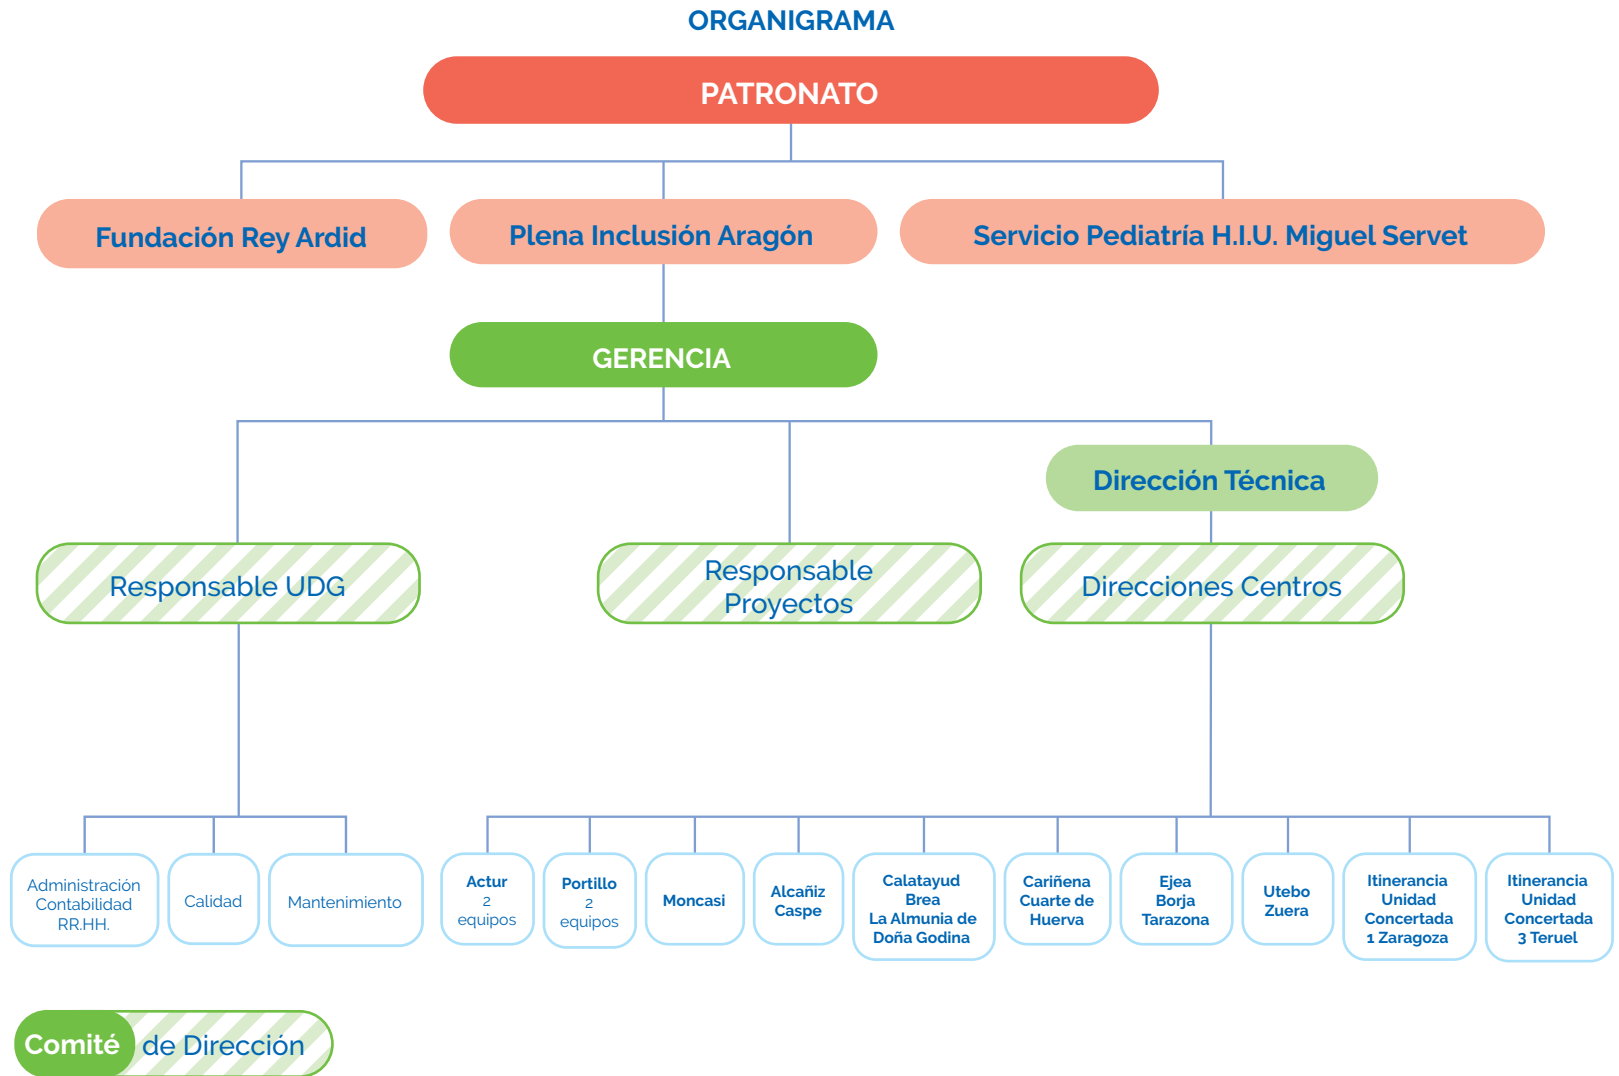 ORGANIGRAMA
PATRONATO
Fundación Rey Ardid
Plena Inclusión Aragón
Servicio Pediatría H.I.U. Miguel Servet
GERENCIA
Dirección Técnica
Responsable UDG
Responsable
Proyectos
Direcciones Centros
Administración
Contabilidad
RR.HH.
Calidad
Mantenimiento
Actur
2
equipos
Portillo
2
equipos
Moncasi
Alcañiz
Caspe
Calatayud
Brea
La Almunia de
Doña Godina
Cariñena
Cuarte de
Huerva
Ejea
Borja
Tarazona
Utebo
Zuera
Itinerancia
Unidad
Concertada
1 Zaragoza
Itinerancia
Unidad
Concertada
3 Teruel
Comité de Dirección